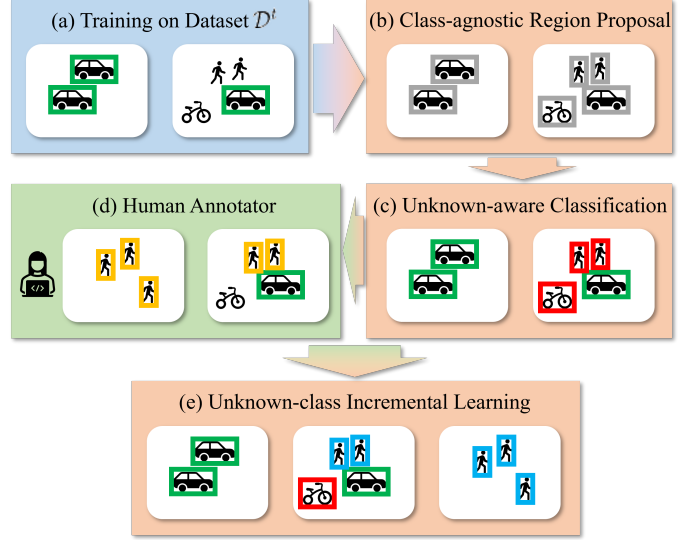 (a) Training on Dataset 𝒟ᵗ
(b) Class-agnostic Region Proposal
(d) Human Annotator
(c) Unknown-aware Classification
</>
(e) Unknown-class Incremental Learning